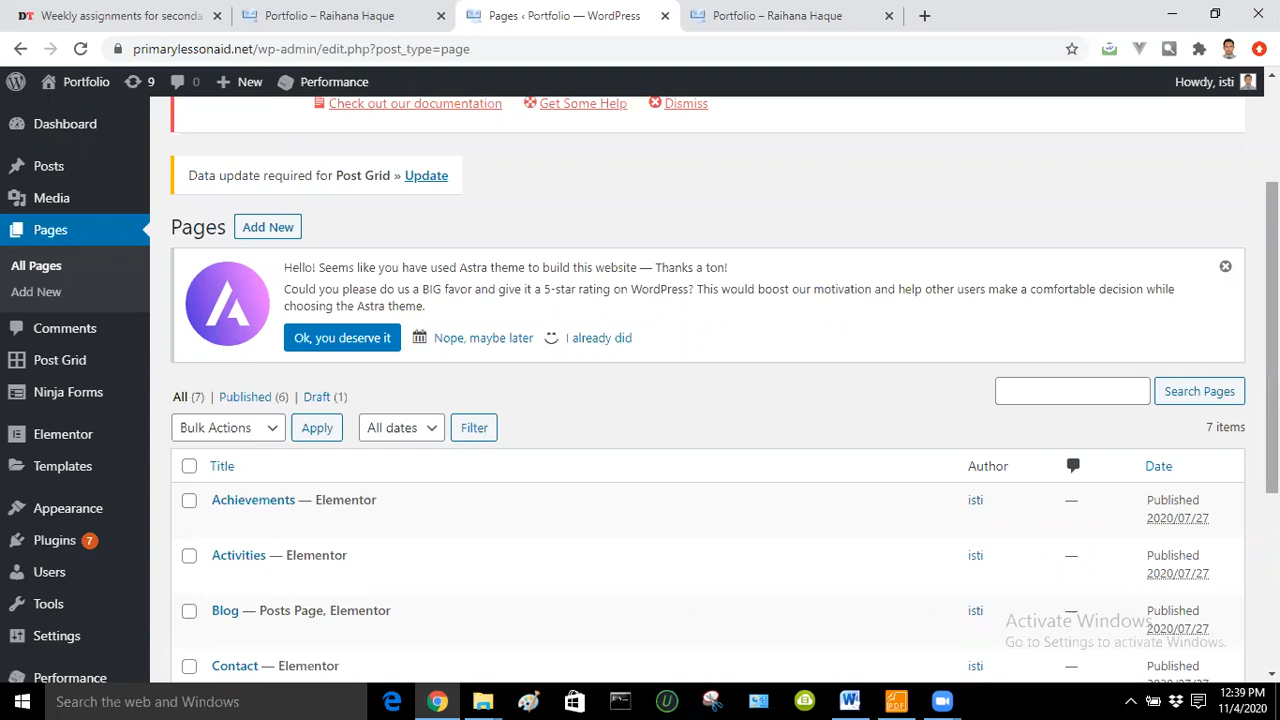 Weekly assignments for seconda
Portfolio – Raihana Haque
Pages ‹ Portfolio — WordPress
Portfolio – Raihana Haque
primarylessonaid.net/wp-admin/edit.php?post_type=page
Portfolio 9 0 New Performance Howdy, isti
Check out our documentation Get Some Help Dismiss
Dashboard
Posts
Media
Pages
All Pages
Add New
Comments
Post Grid
Ninja Forms
Elementor
Templates
Appearance
Plugins 7
Users
Tools
Settings
Performance
Data update required for Post Grid » Update
Pages Add New
Hello! Seems like you have used Astra theme to build this website — Thanks a ton!
Could you please do us a BIG favor and give it a 5-star rating on WordPress? This would boost our motivation and help other users make a comfortable decision while
choosing the Astra theme.
Ok, you deserve it Nope, maybe later I already did
All (7) | Published (6) | Draft (1)
Search Pages
Bulk Actions Apply All dates Filter 7 items
Title Author Date
Achievements — Elementor isti — Published
2020/07/27
Activities — Elementor isti — Published
2020/07/27
Blog — Posts Page, Elementor isti — Published
2020/07/27
Contact — Elementor isti — Published
2020/07/27
Activate Windows
Go to Settings to activate Windows.
Search the web and Windows
12:39 PM
11/4/2020